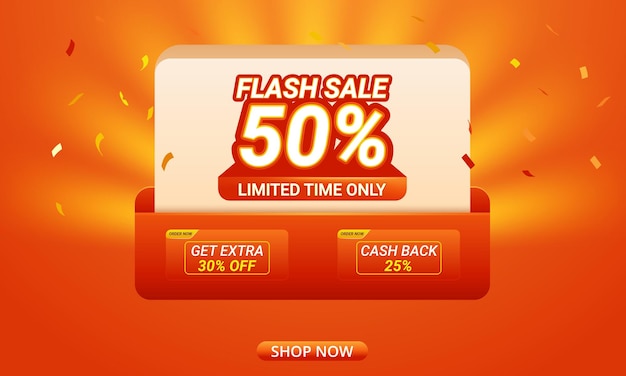 FLASH SALE
50%
LIMITED TIME ONLY
ORDER NOW
GET EXTRA
30% OFF
ORDER NOW
CASH BACK
25%
SHOP NOW